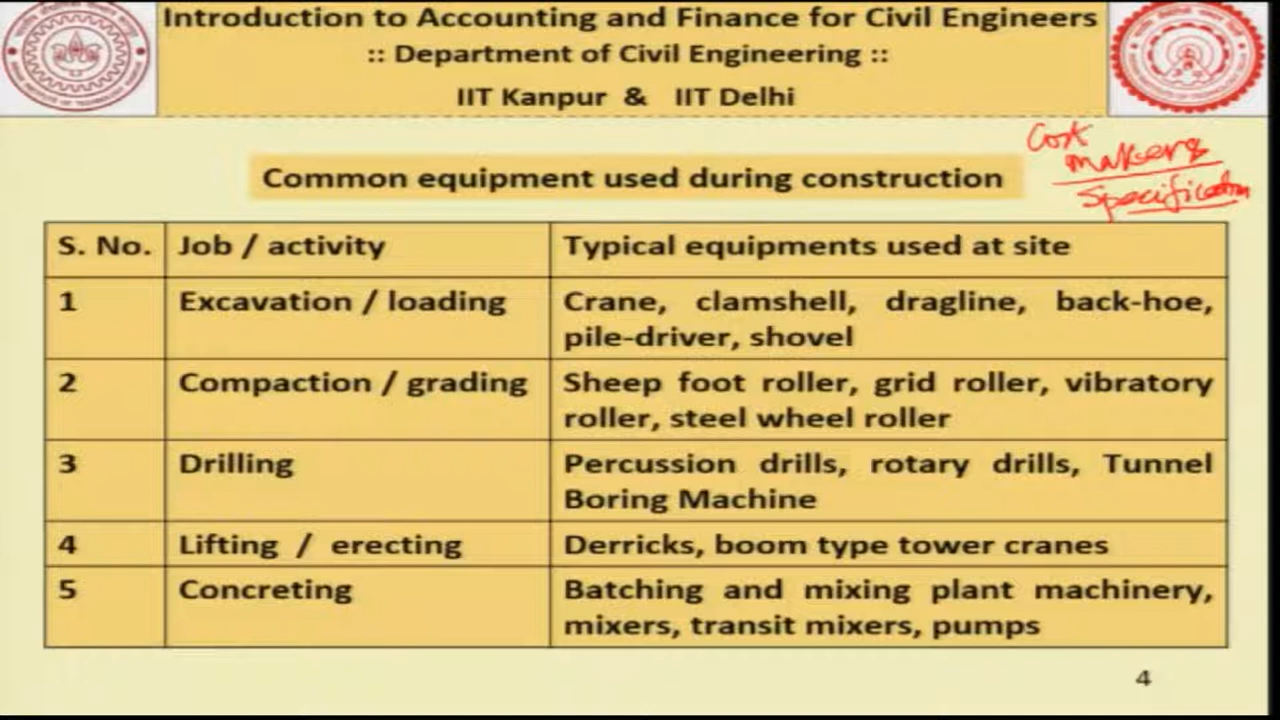 Introduction to Accounting and Finance for Civil Engineers
:: Department of Civil Engineering ::
IIT Kanpur & IIT Delhi
Cost
makers
Specification
Common equipment used during construction
S. No. Job / activity Typical equipments used at site
1 Excavation / loading Crane, clamshell, dragline, back-hoe,
pile-driver, shovel
2 Compaction / grading Sheep foot roller, grid roller, vibratory
roller, steel wheel roller
3 Drilling Percussion drills, rotary drills, Tunnel
Boring Machine
4 Lifting / erecting Derricks, boom type tower cranes
5 Concreting Batching and mixing plant machinery,
mixers, transit mixers, pumps
4